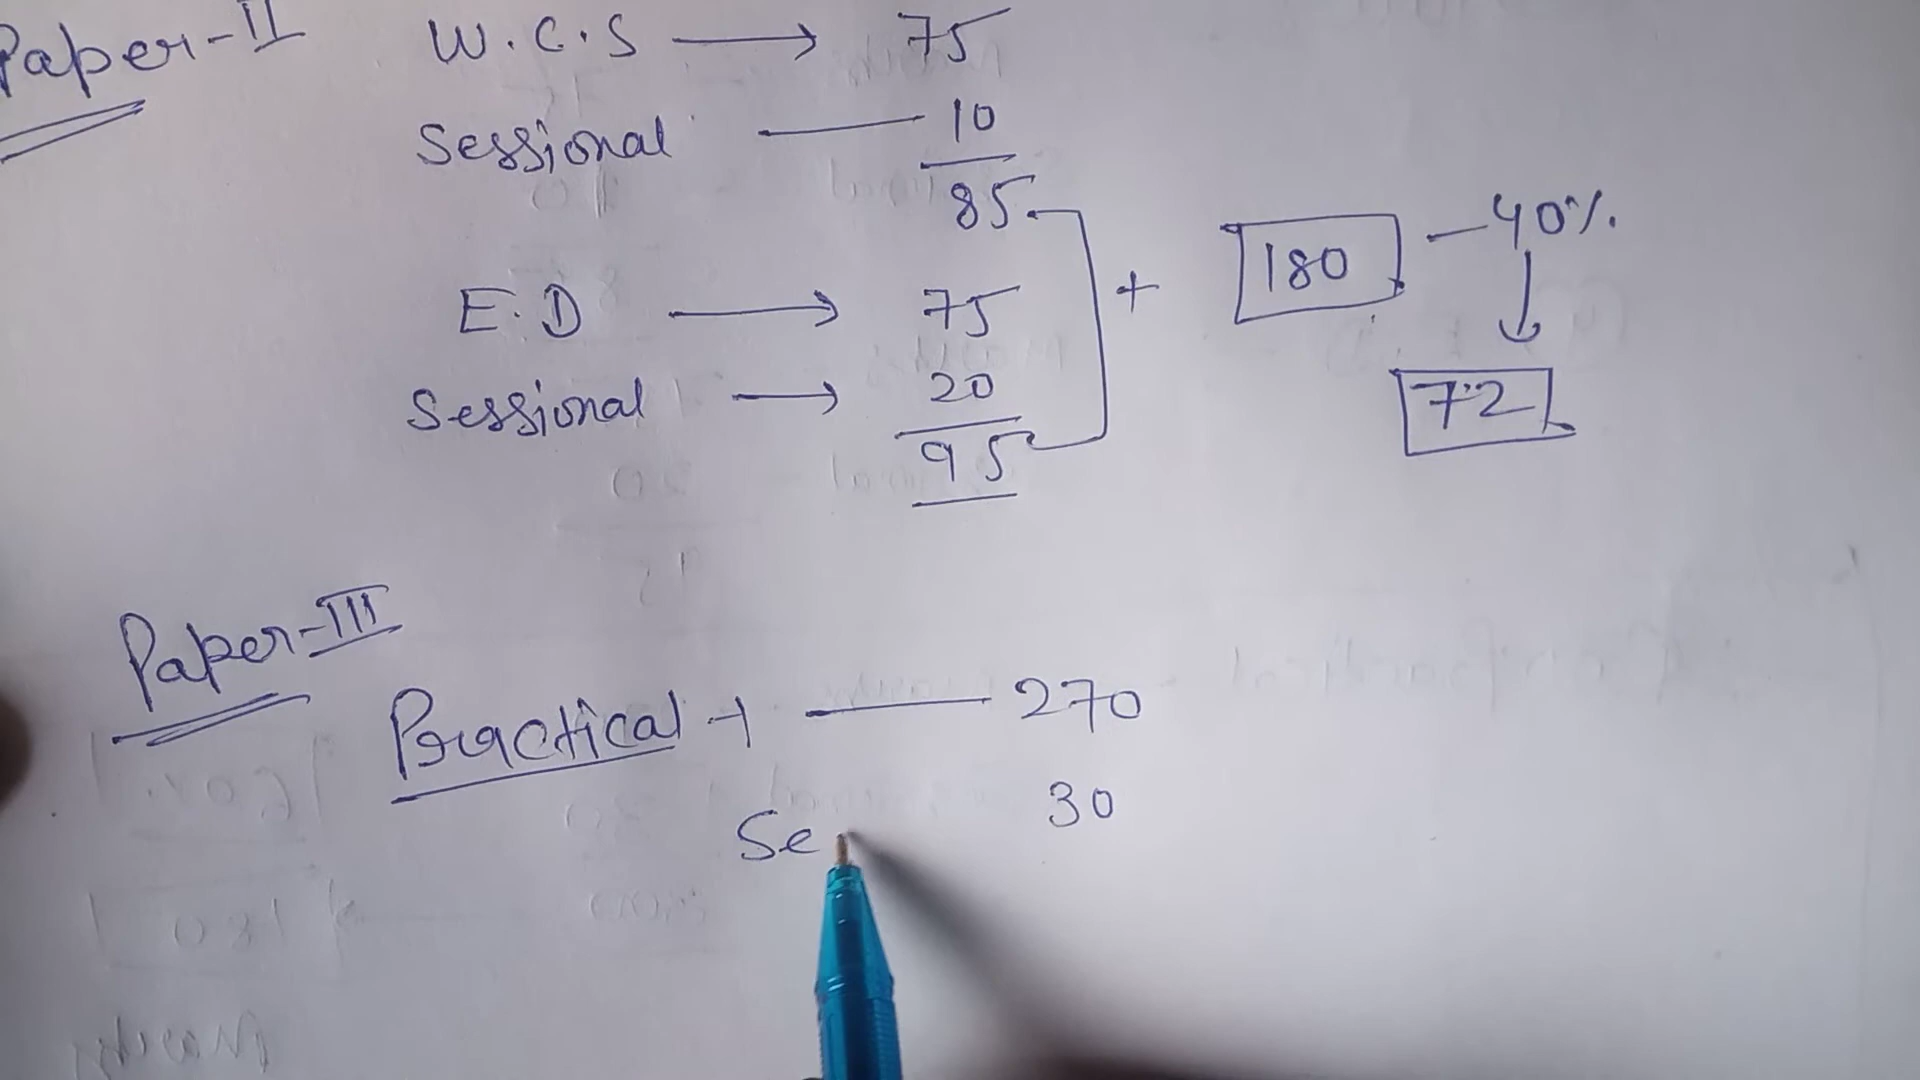 Paper-II W.C.S → 75
Sessional — 10
85
E.D → 75
Sessional → 20
95
+ 180 — 40%
↓
72
Paper-III
Practical + — 270
Se 30